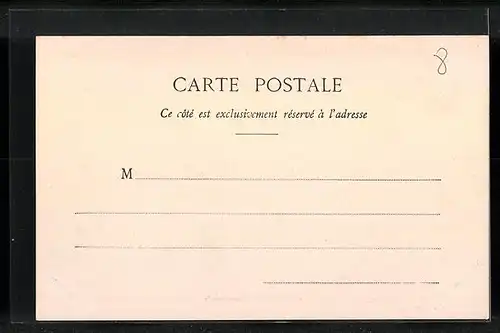 8
CARTE POSTALE
Ce côté est exclusivement réservé à l'adresse
M